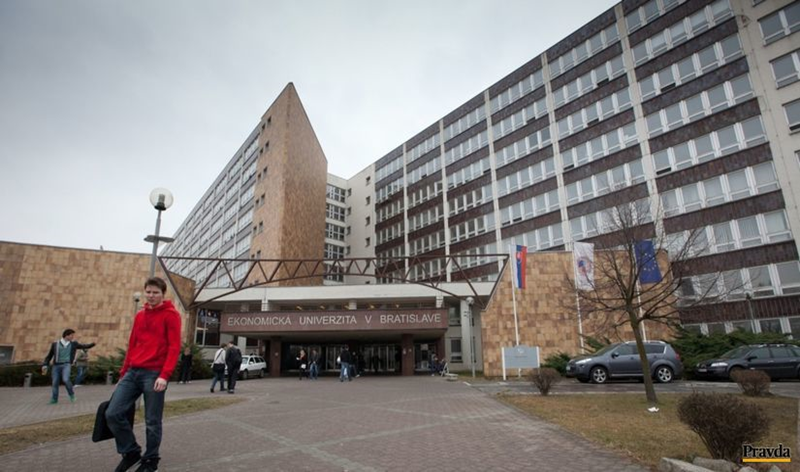 EKONOMICKÁ UNIVERZITA V BRATISLAVE
Pravda